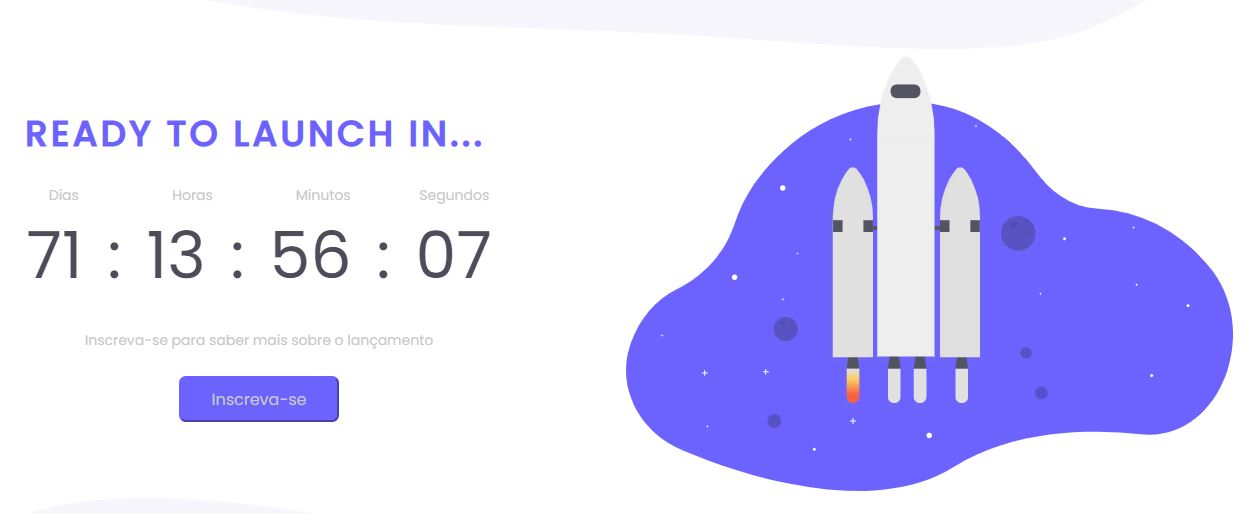 READY TO LAUNCH IN...
Dias Horas Minutos Segundos
71 : 13 : 56 : 07
Inscreva-se para saber mais sobre o lançamento
Inscreva-se